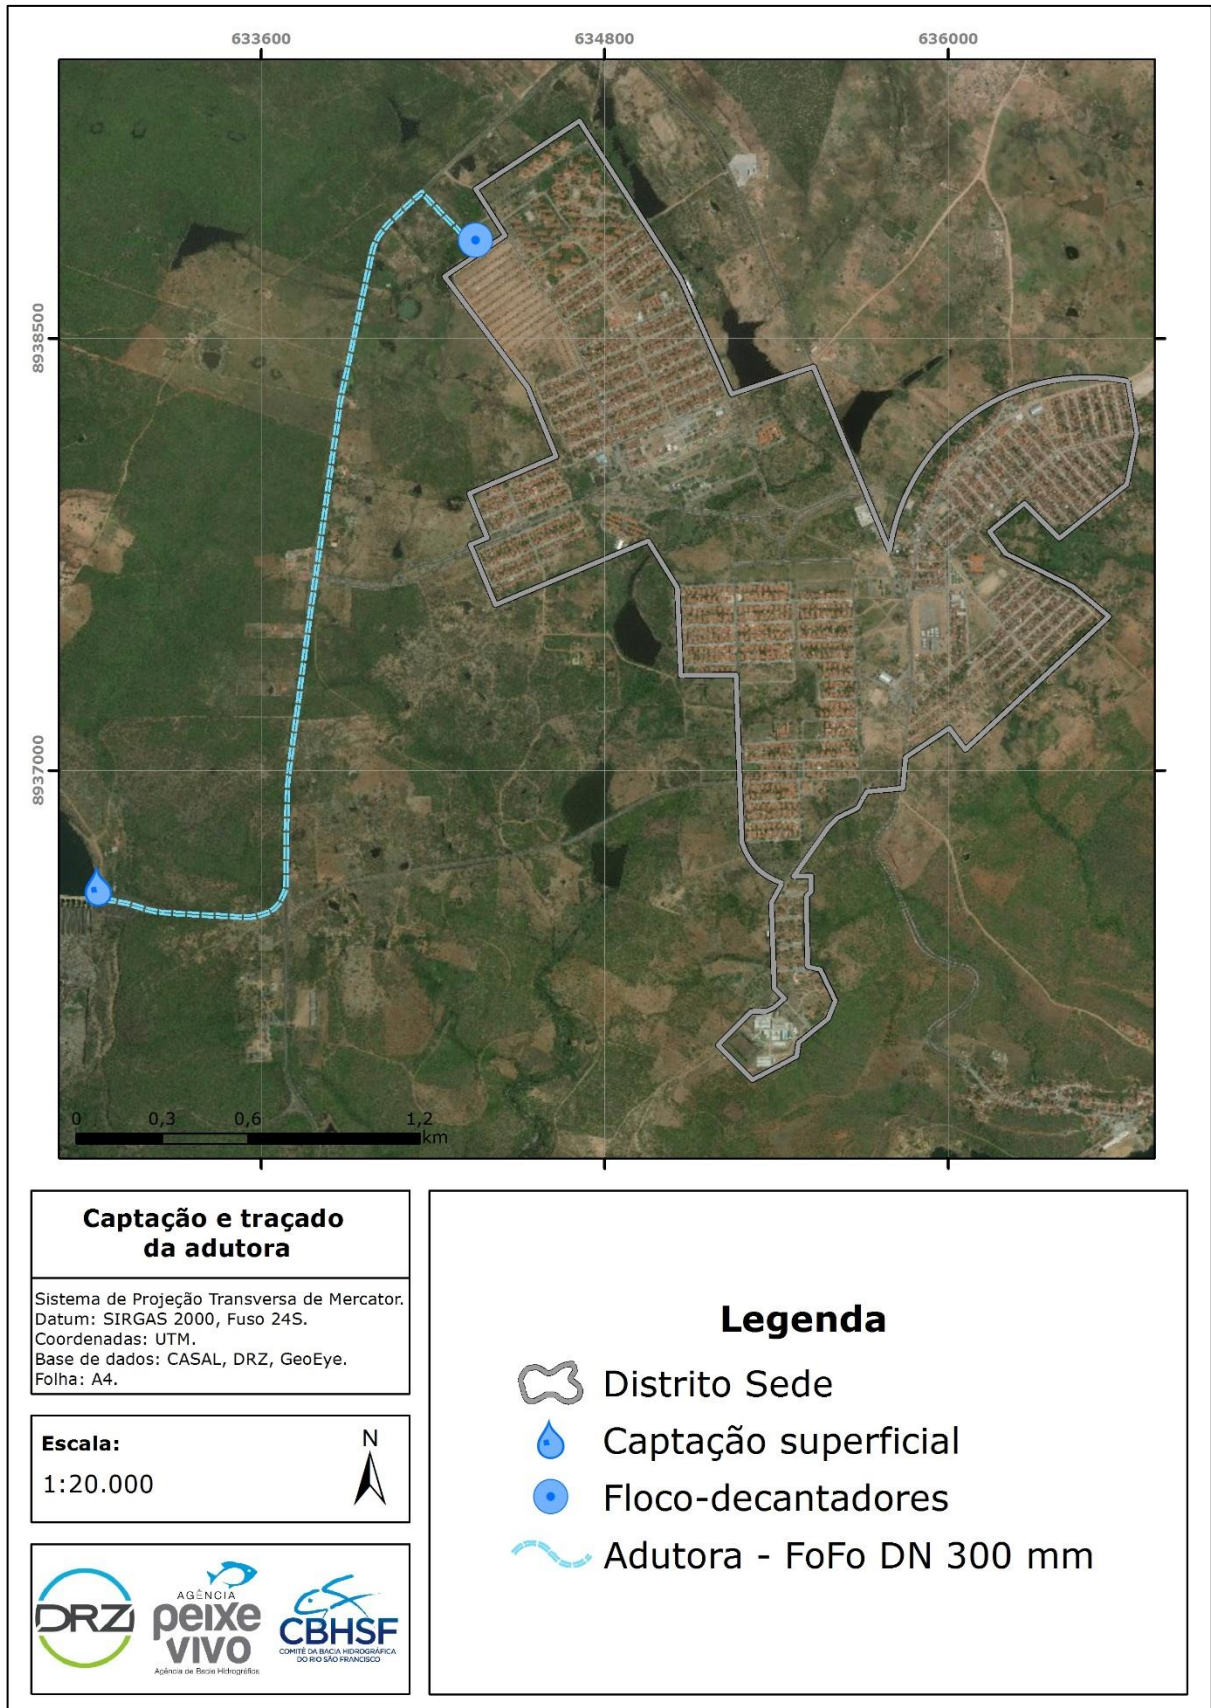 633600
634800
636000
8938500
8937000
0
0,3
0,6
1,2
km
Captação e traçado
da adutora
Sistema de Projeção Transversa de Mercator.
Datum: SIRGAS 2000, Fuso 24S.
Coordenadas: UTM.
Base de dados: CASAL, DRZ, GeoEye.
Folha: A4.
Escala:
1:20.000
N
DRZ
AGÊNCIA
peixe
VIVO
Agência de Bacia Hidrográfica
CBHSF
COMITÊ DA BACIA HIDROGRÁFICA
DO RIO SÃO FRANCISCO
Legenda
Distrito Sede
Captação superficial
Floco-decantadores
Adutora - FoFo DN 300 mm